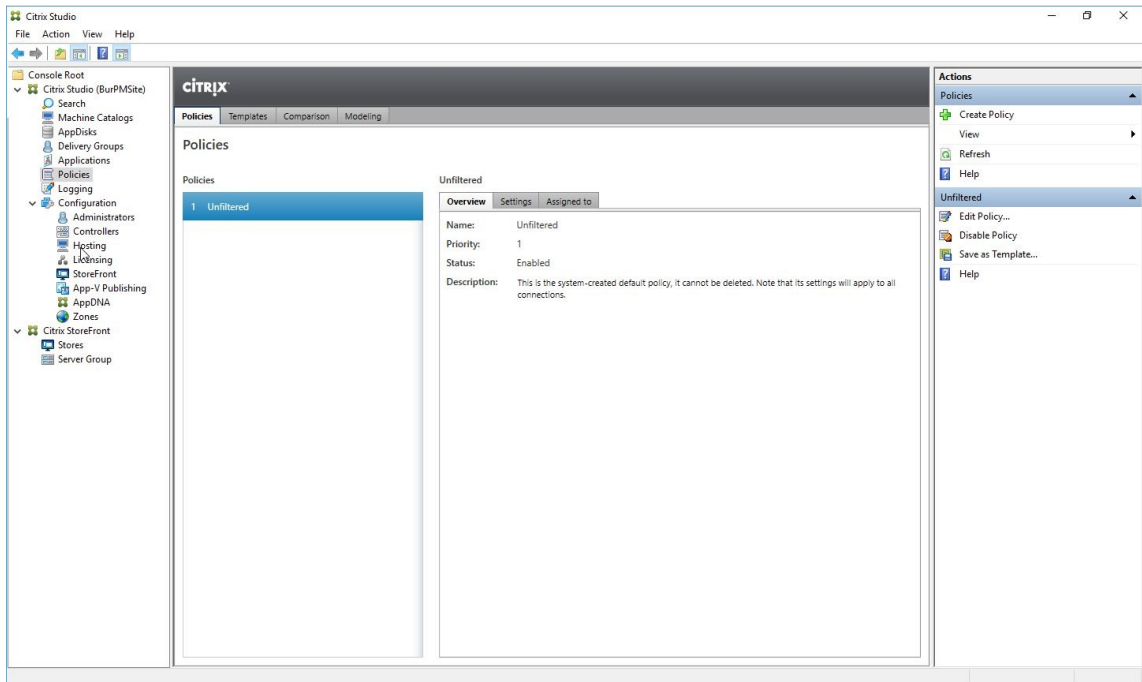 Citrix Studio
File Action View Help
Console Root
Citrix Studio (BurPMSite)
Search
Machine Catalogs
AppDisks
Delivery Groups
Applications
Policies
Logging
Configuration
Administrators
Controllers
Hosting
Licensing
StoreFront
App-V Publishing
AppDNA
Zones
Citrix StoreFront
Stores
Server Group
CİTRIX
Policies Templates Comparison Modeling
Policies
Policies
1 Unfiltered
Unfiltered
Overview Settings Assigned to
Name: Unfiltered
Priority: 1
Status: Enabled
Description: This is the system-created default policy, it cannot be deleted. Note that its settings will apply to all
connections.
Actions
Policies
Create Policy
View
Refresh
Help
Unfiltered
Edit Policy...
Disable Policy
Save as Template...
Help